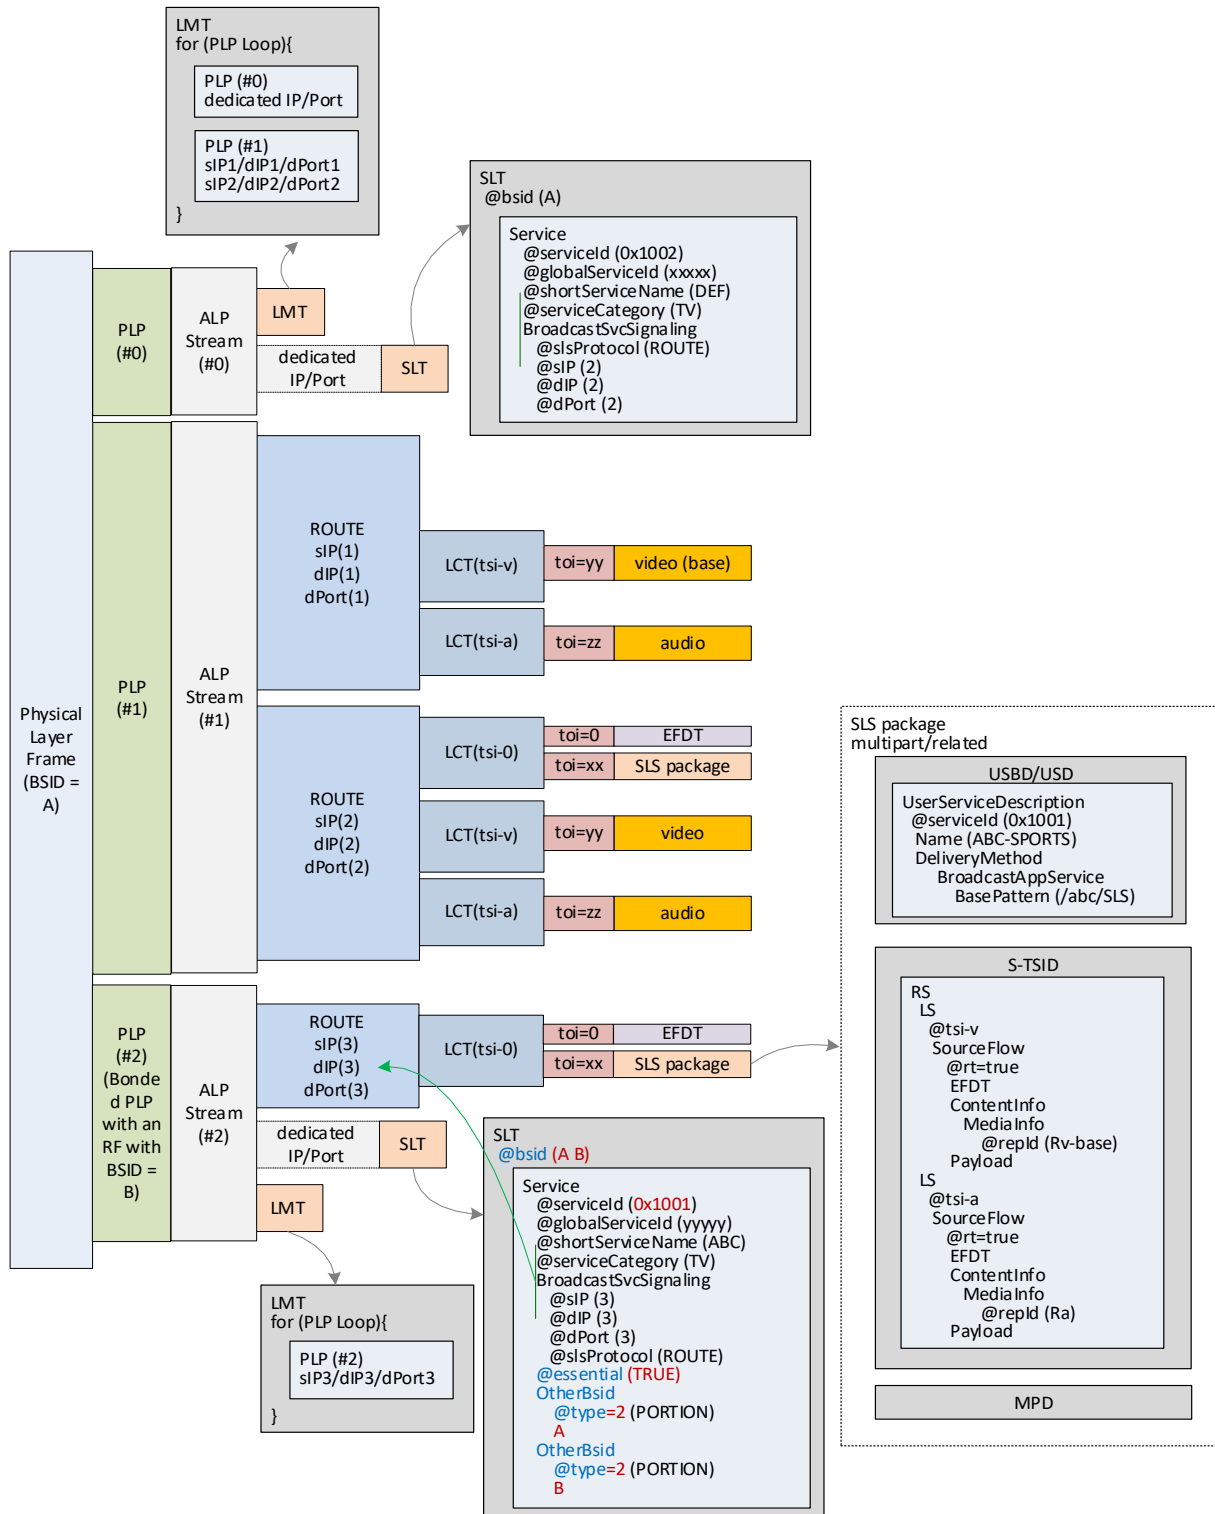 LMT
for (PLP Loop){
PLP (#0)
dedicated IP/Port
PLP (#1)
sIP1/dIP1/dPort1
sIP2/dIP2/dPort2
}
SLT
@bsid (A)
Service
@serviceId (0x1002)
@globalServiceId (xxxxx)
@shortServiceName (DEF)
@serviceCategory (TV)
BroadcastSvcSignaling
@slsProtocol (ROUTE)
@sIP (2)
@dIP (2)
@dPort (2)
Physical
Layer
Frame
(BSID =
A)
PLP
(#0)
ALP
Stream
(#0)
LMT
dedicated
IP/Port
SLT
PLP
(#1)
ALP
Stream
(#1)
ROUTE
sIP(1)
dIP(1)
dPort(1)
LCT(tsi-v)
toi=yy
video (base)
LCT(tsi-a)
toi=zz
audio
ROUTE
sIP(2)
dIP(2)
dPort(2)
LCT(tsi-0)
toi=0
EFDT
toi=xx
SLS package
LCT(tsi-v)
toi=yy
video
LCT(tsi-a)
toi=zz
audio
PLP
(#2)
(Bonde
d PLP
with an
RF with
BSID =
B)
ALP
Stream
(#2)
ROUTE
sIP(3)
dIP(3)
dPort(3)
LCT(tsi-0)
toi=0
EFDT
toi=xx
SLS package
dedicated
IP/Port
SLT
LMT
LMT
for (PLP Loop){
PLP (#2)
sIP3/dIP3/dPort3
}
SLT
@bsid (A B)
Service
@serviceId (0x1001)
@globalServiceId (yyyyy)
@shortServiceName (ABC)
@serviceCategory (TV)
BroadcastSvcSignaling
@sIP (3)
@dIP (3)
@dPort (3)
@slsProtocol (ROUTE)
@essential (TRUE)
OtherBsid
@type=2 (PORTION)
A
OtherBsid
@type=2 (PORTION)
B
SLS package
multipart/related
USBD/USD
UserServiceDescription
@serviceId (0x1001)
Name (ABC-SPORTS)
DeliveryMethod
BroadcastAppService
BasePattern (/abc/SLS)
S-TSID
RS
LS
@tsi-v
SourceFlow
@rt=true
EFDT
ContentInfo
MediaInfo
@repId (Rv-base)
Payload
LS
@tsi-a
SourceFlow
@rt=true
EFDT
ContentInfo
MediaInfo
@repId (Ra)
Payload
MPD